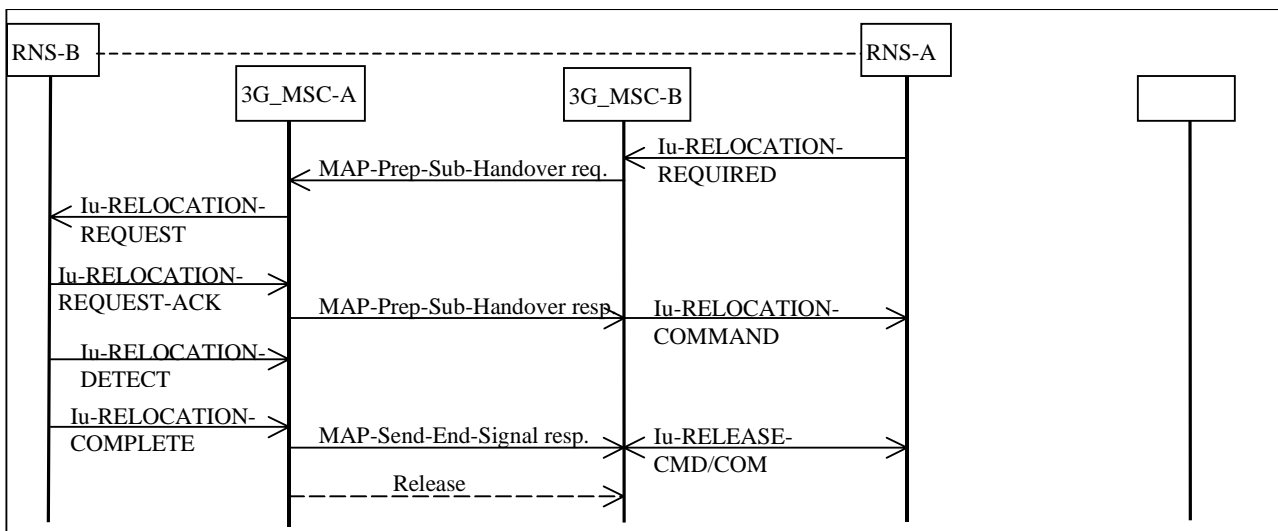 RNS-B
RNS-A
3G_MSC-A
3G_MSC-B
Iu-RELOCATION-
REQUIRED
MAP-Prep-Sub-Handover req.
Iu-RELOCATION-
REQUEST
Iu-RELOCATION-
REQUEST-ACK
MAP-Prep-Sub-Handover resp
Iu-RELOCATION-
COMMAND
Iu-RELOCATION-
DETECT
Iu-RELOCATION-
COMPLETE
MAP-Send-End-Signal resp.
Iu-RELEASE-
CMD/COM
Release